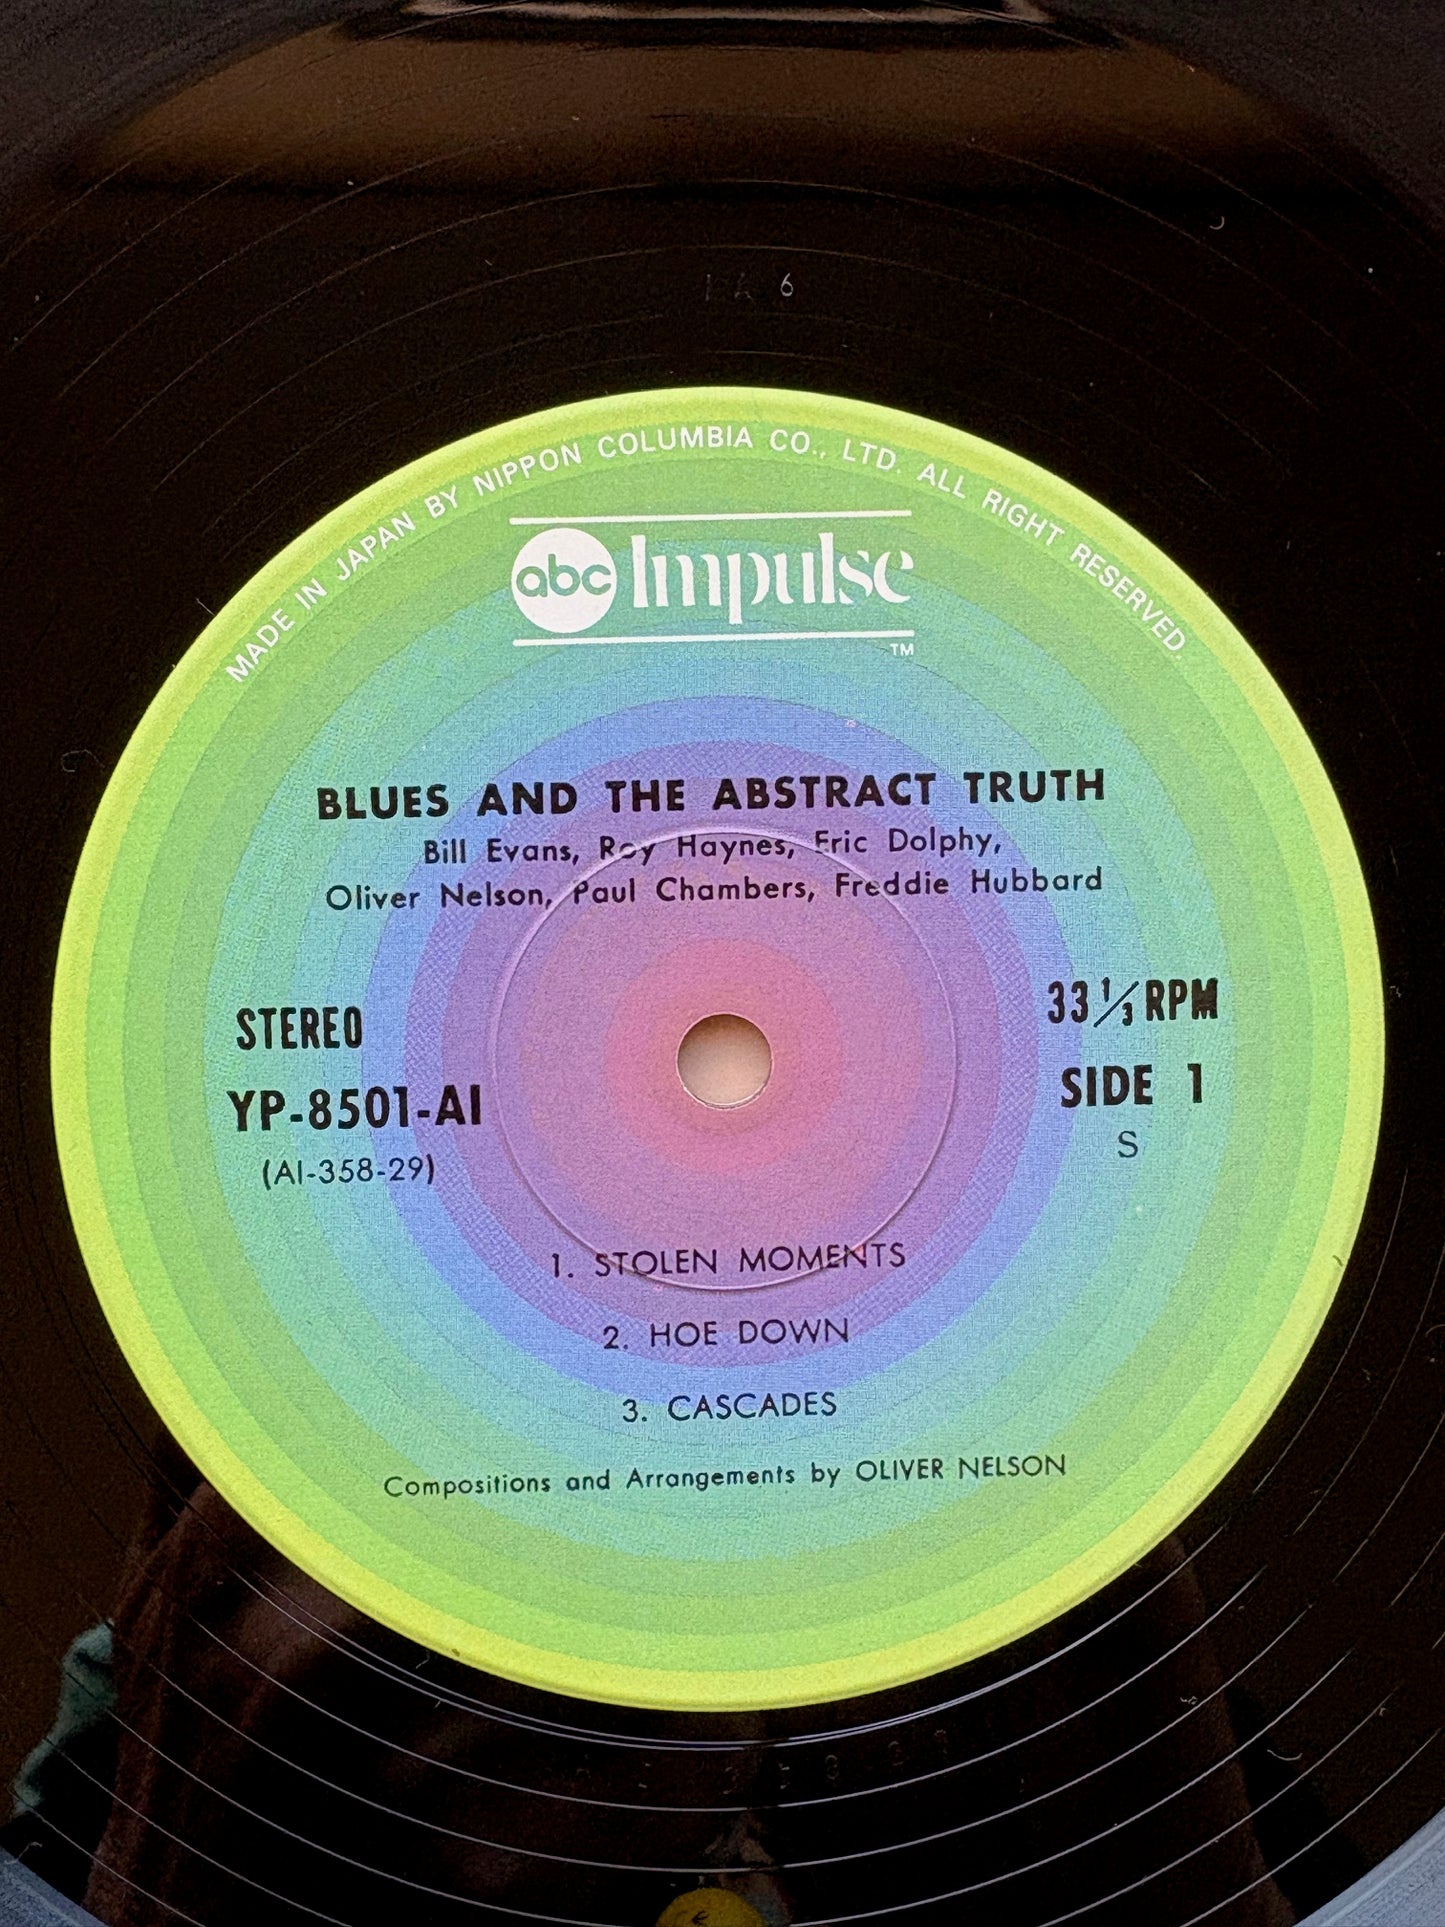 6
MADE IN JAPAN BY NIPPON COLUMBIA CO., LTD. ALL RIGHT RESERVED.
abc Impulse
TM
BLUES AND THE ABSTRACT TRUTH
Bill Evans, Roy Haynes, Eric Dolphy,
Oliver Nelson, Paul Chambers, Freddie Hubbard
STEREO
33 1/3 RPM
YP-8501-AI
SIDE 1
(AI-358-29)
S
1. STOLEN MOMENTS
2. HOE DOWN
3. CASCADES
Compositions and Arrangements by OLIVER NELSON